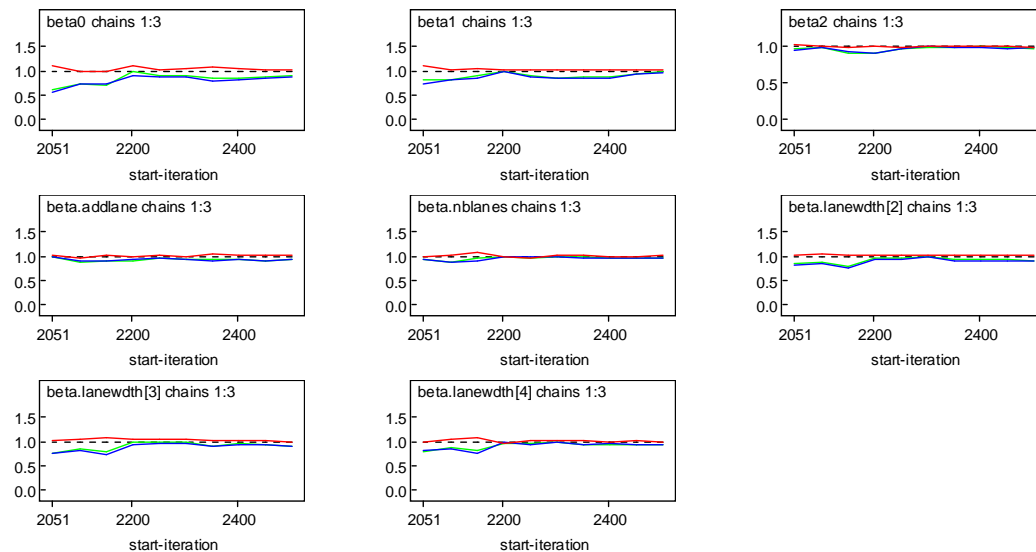 beta0 chains 1:3
1.5
1.0
0.5
0.0
2051 2200 2400
start-iteration
beta1 chains 1:3
1.5
1.0
0.5
0.0
2051 2200 2400
start-iteration
beta2 chains 1:3
1.0
0.5
0.0
2051 2200 2400
start-iteration
beta.addlane chains 1:3
1.5
1.0
0.5
0.0
2051 2200 2400
start-iteration
beta.nblanes chains 1:3
1.5
1.0
0.5
0.0
2051 2200 2400
start-iteration
beta.lanewdth[2] chains 1:3
1.5
1.0
0.5
0.0
2051 2200 2400
start-iteration
beta.lanewdth[3] chains 1:3
1.5
1.0
0.5
0.0
2051 2200 2400
start-iteration
beta.lanewdth[4] chains 1:3
1.5
1.0
0.5
0.0
2051 2200 2400
start-iteration